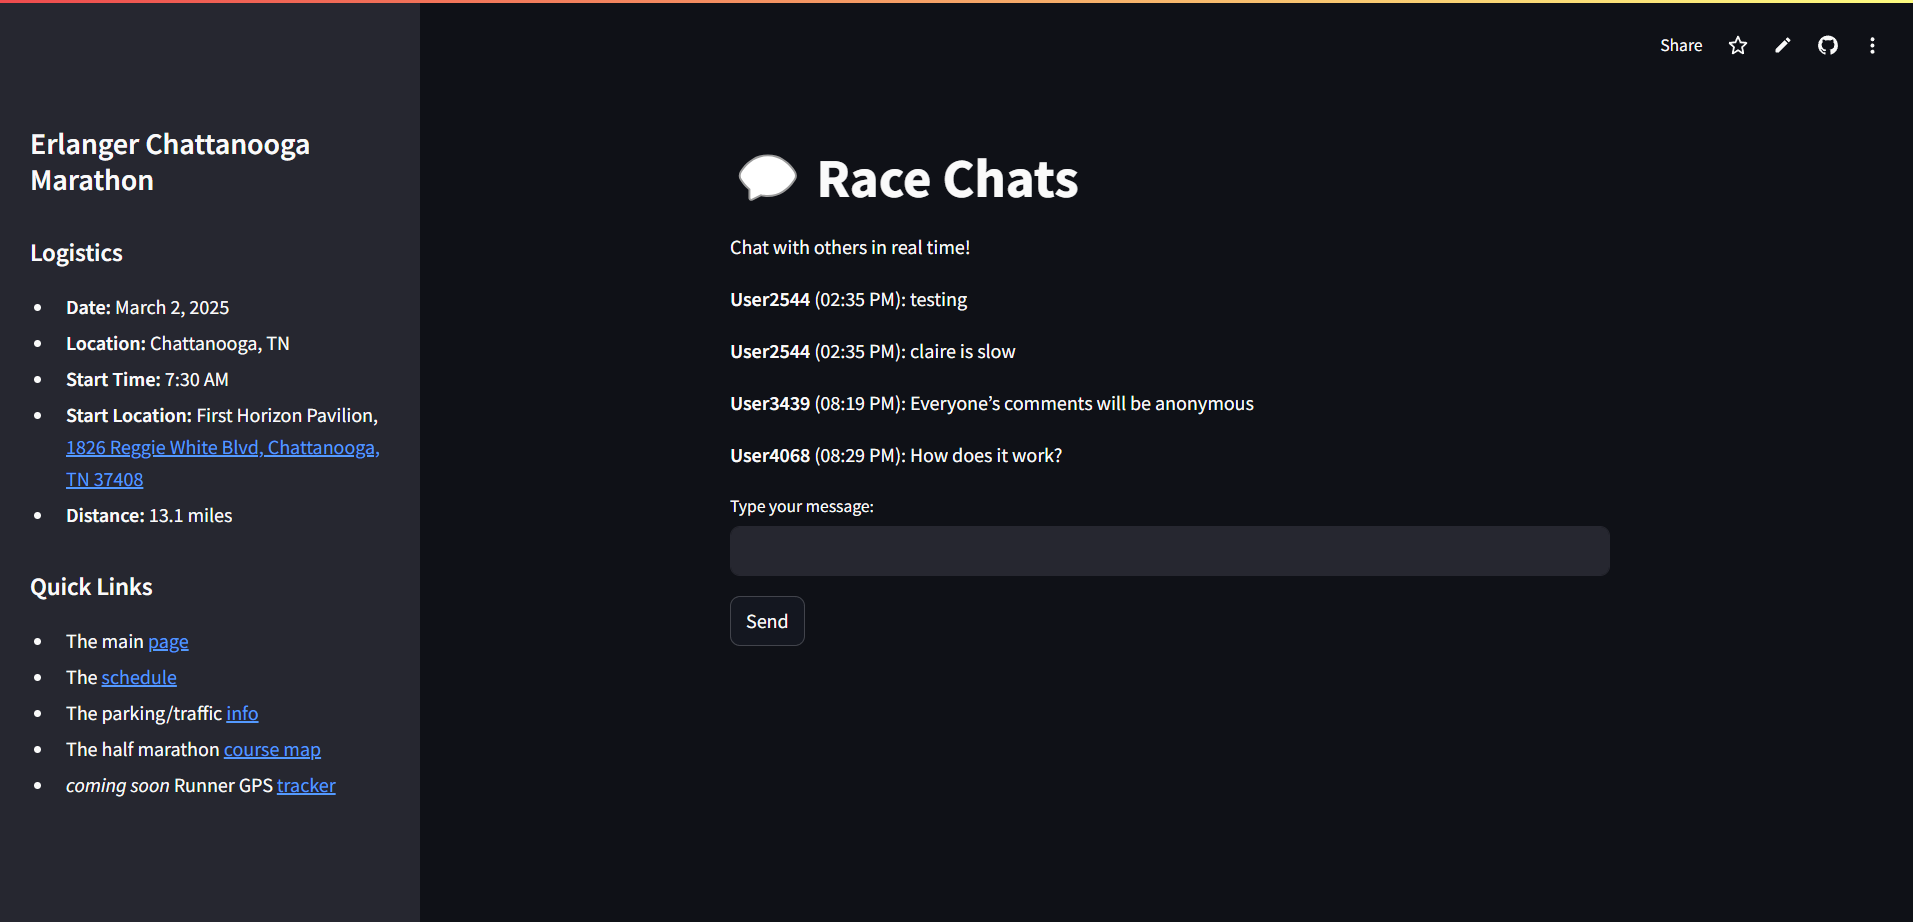 Share
Erlanger Chattanooga
Marathon
Logistics
Date: March 2, 2025
Location: Chattanooga, TN
Start Time: 7:30 AM
Start Location: First Horizon Pavilion,
1826 Reggie White Blvd, Chattanooga,
TN 37408
Distance: 13.1 miles
Quick Links
The main page
The schedule
The parking/traffic info
The half marathon course map
coming soon Runner GPS tracker
Race Chats
Chat with others in real time!
User2544 (02:35 PM): testing
User2544 (02:35 PM): claire is slow
User3439 (08:19 PM): Everyone’s comments will be anonymous
User4068 (08:29 PM): How does it work?
Type your message:
Send